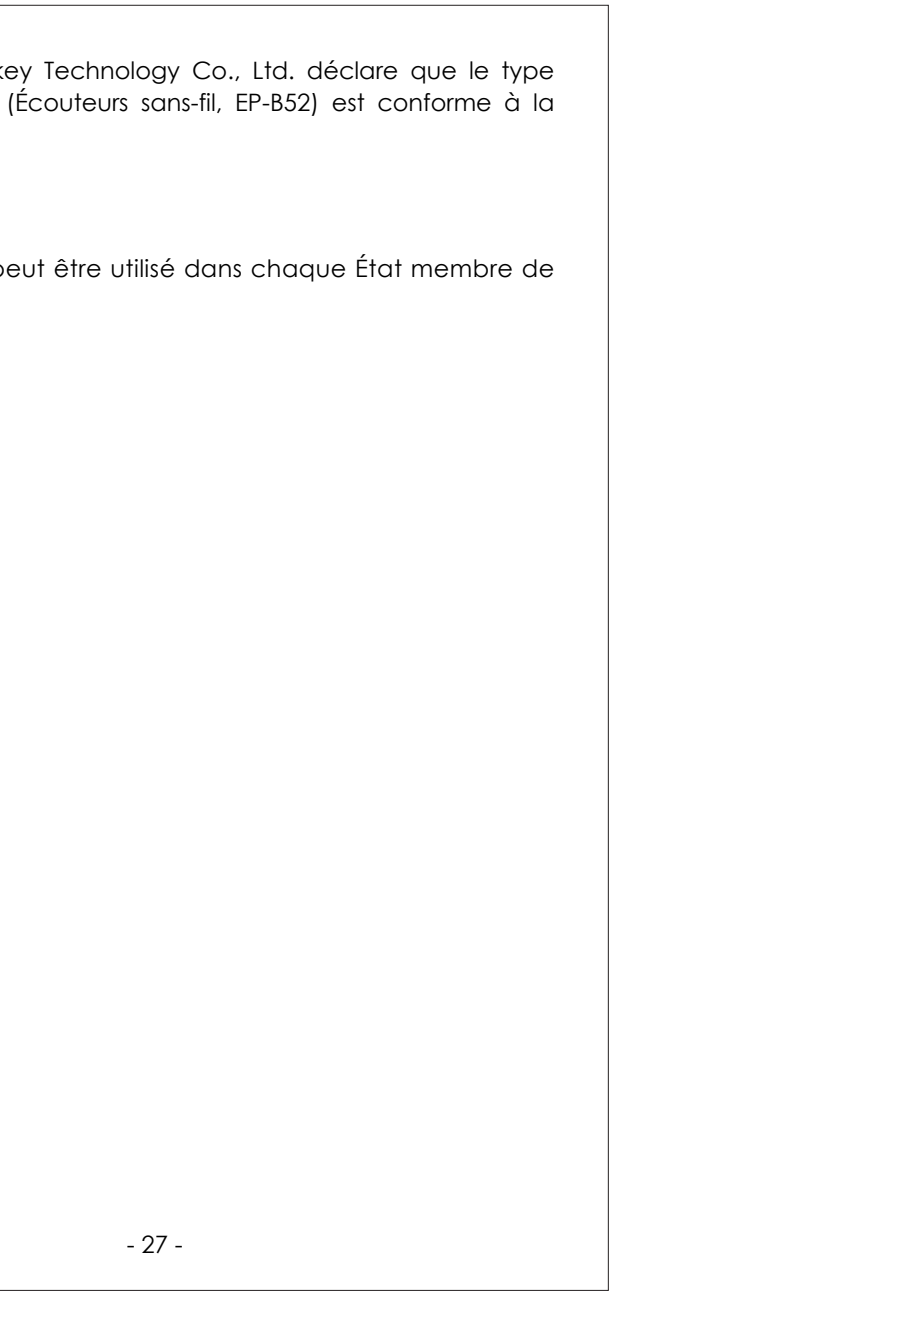 key Technology Co., Ltd. déclare que le type
(Écouteurs sans-fil, EP-B52) est conforme à la
peut être utilisé dans chaque État membre de
- 27 -